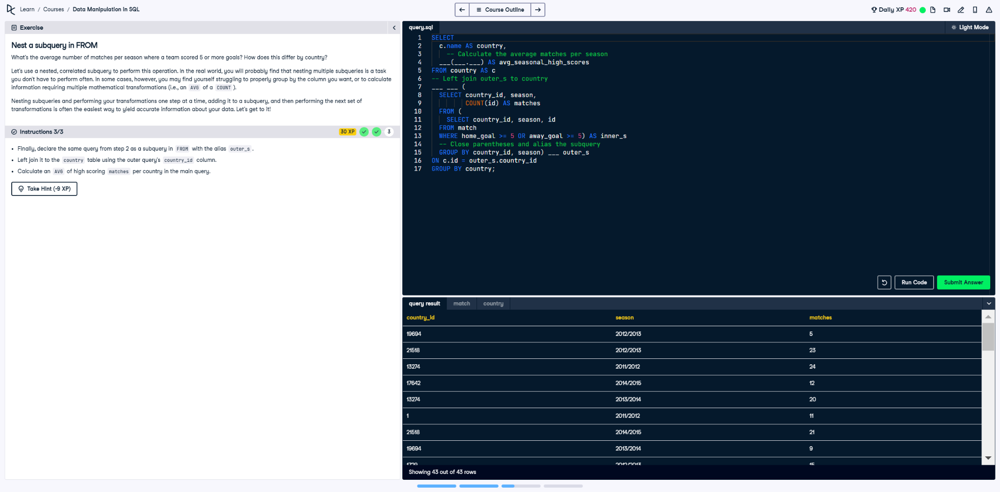 Learn / Courses / Data Manipulation in SQL
Course Outline
Daily XP 420
Exercise
Nest a subquery in FROM
What's the average number of matches per season where a team scored 5 or more goals? How does this differ by country?
Let's use a nested, correlated subquery to perform this operation. In the real world, you will probably find that nesting multiple subqueries is a task
you don't have to perform often. In some cases, however, you may find yourself struggling to properly group by the column you want, or to calculate
information requiring multiple mathematical transformations (i.e., an AVG of a COUNT ).
Nesting subqueries and performing your transformations one step at a time, adding it to a subquery, and then performing the next set of
transformations is often the easiest way to yield accurate information about your data. Let's get to it!
Instructions 3/3
30 XP
3
• Finally, declare the same query from step 2 as a subquery in FROM with the alias outer_s .
• Left join it to the country table using the outer query's country_id column.
• Calculate an AVG of high scoring matches per country in the main query.
Take Hint (-9 XP)
query.sql
Light Mode
1 SELECT
2 c.name AS country,
3 -- Calculate the average matches per season
4 ___(___.___) AS avg_seasonal_high_scores
5 FROM country AS c
6 -- Left join outer_s to country
7 ___ ___ (
8 SELECT country_id, season,
9 COUNT(id) AS matches
10 FROM (
11 SELECT country_id, season, id
12 FROM match
13 WHERE home_goal >= 5 OR away_goal >= 5) AS inner_s
14 -- Close parentheses and alias the subquery
15 GROUP BY country_id, season) ___ outer_s
16 ON c.id = outer_s.country_id
17 GROUP BY country;
Run Code
Submit Answer
query result match country
country_id season matches
19694 2012/2013 5
21518 2012/2013 23
13274 2011/2012 24
17642 2014/2015 12
13274 2013/2014 20
1 2011/2012 11
21518 2014/2015 21
19694 2013/2014 9
1729 2012/2013 15
Showing 43 out of 43 rows